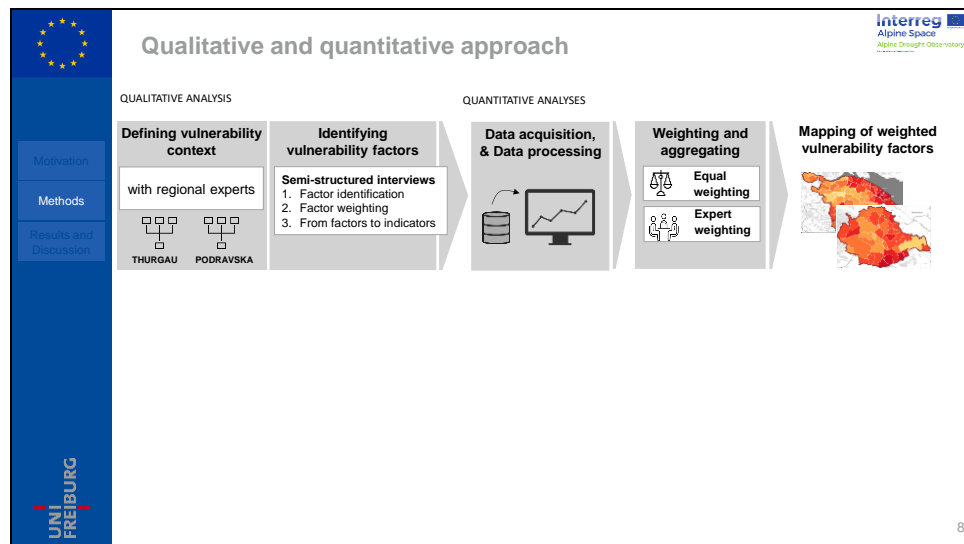 Qualitative and quantitative approach
Interreg
Alpine Space
Alpine Drought Observatory
QUALITATIVE ANALYSIS
QUANTITATIVE ANALYSES
Defining vulnerability
context
with regional experts
THURGAU
PODRAVSKA
Identifying
vulnerability factors
Semi-structured interviews
1. Factor identification
2. Factor weighting
3. From factors to indicators
Data acquisition,
& Data processing
Weighting and
aggregating
Equal
weighting
Expert
weighting
Mapping of weighted
vulnerability factors
Motivation
Methods
Results and
Discussion
UNI
FREIBURG
8